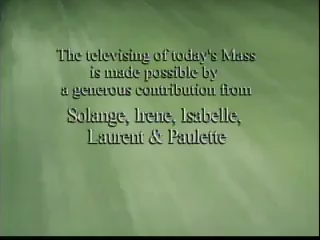 The televising of today's Mass
is made possible by
a generous contribution from
Solange, Irene, Isabelle,
Laurent & Paulette